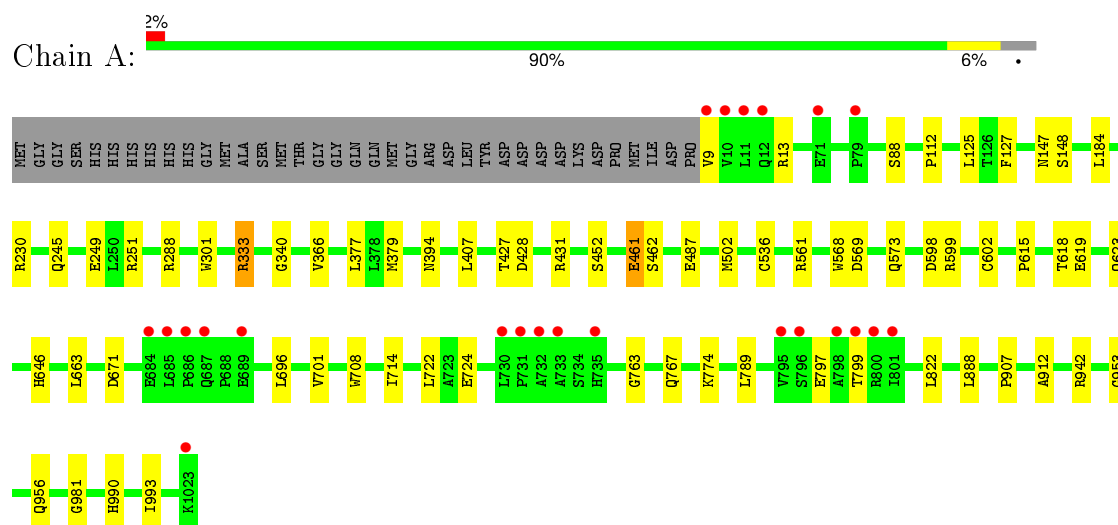 2%
Chain A:
90% 6% •
MET GLY GLY SER HIS HIS HIS HIS HIS HIS GLY MET ALA SER MET THR GLY GLY GLN GLN MET GLY ARG ASP LEU TYR ASP ASP ASP ASP LYS ASP PRO MET ILE ASP PRO V9 V10 L11 Q12 R13 E71 P79 S88 P112 L125 T126 F127 N147 S148 L184
R230 Q245 E249 L250 R251 R288 W301 R333 G340 V366 L377 L378 M379 N394 L407 T427 D428 R431 S452 E461 S462 E487 M502 C536 R561 W568 D569 Q573 D598 R599 C602 P615 T618 E619
H646 L663 D671 E684 L685 P686 Q687 P688 E689 L696 V701 W708 I714 L722 A723 E724 L730 P731 A732 A733 S734 H735 G763 Q767 K774 L789 V795 S796 E797 A798 T799 R800 I801 L822 L888 P907 A912 R942
Q956 G981 H990 I993 K1023